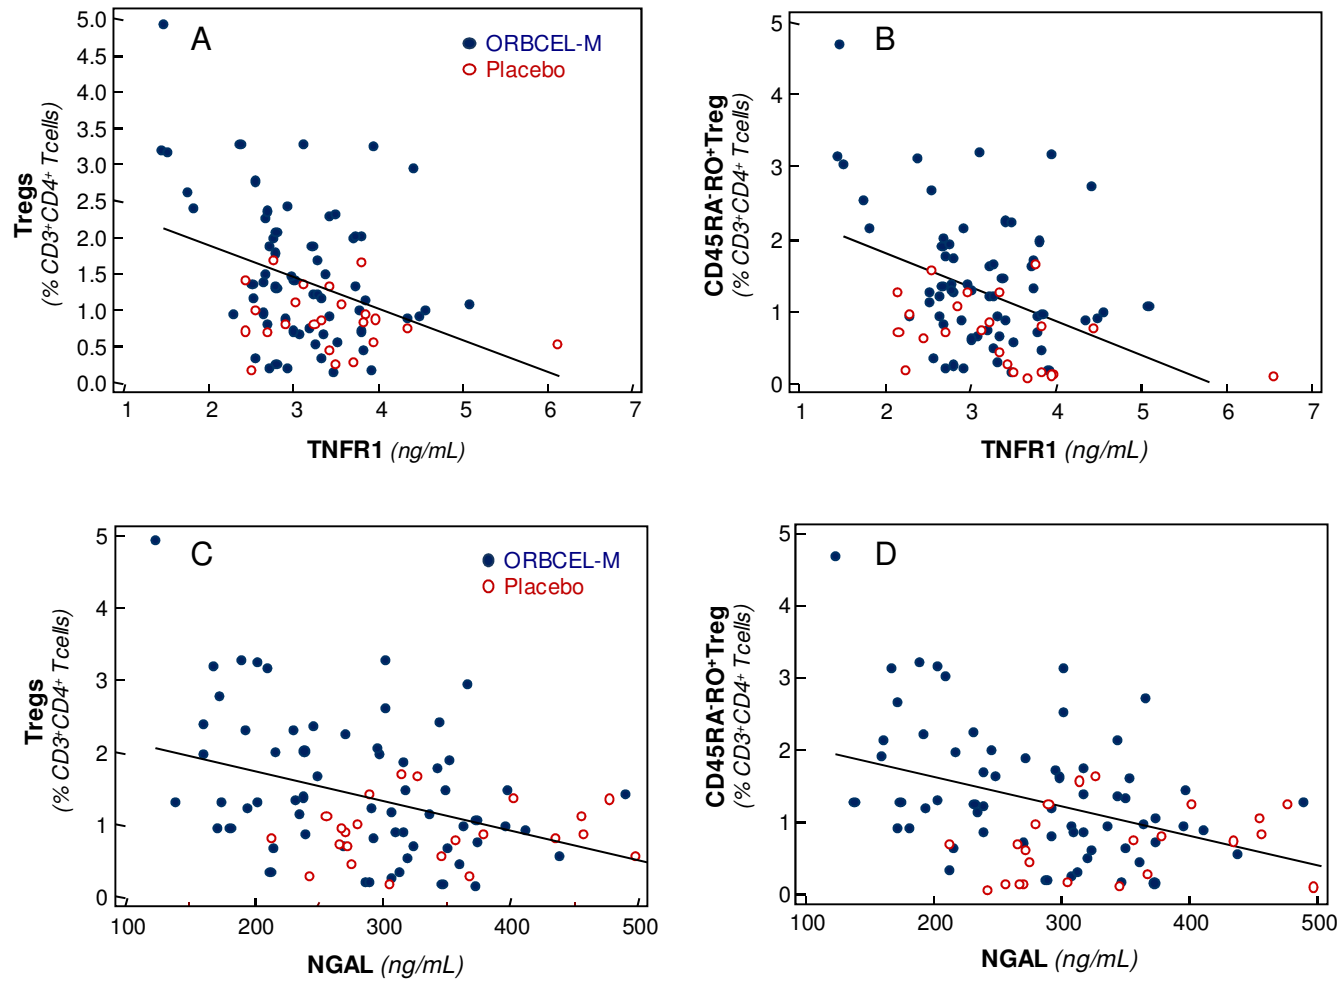 A
ORBCEL-M
Placebo
5.0
4.5
4.0
3.5
3.0
2.5
2.0
1.5
1.0
0.5
0.0
Tregs
(% CD3⁺CD4⁺ Tcells)
1 2 3 4 5 6 7
TNFR1 (ng/mL)
B
5
4
3
2
1
0
CD45RA⁻RO⁺Treg
(% CD3⁺CD4⁺ Tcells)
1 2 3 4 5 6 7
TNFR1 (ng/mL)
C
ORBCEL-M
Placebo
5
4
3
2
1
0
Tregs
(% CD3⁺CD4⁺ Tcells)
100 200 300 400 500
NGAL (ng/mL)
D
5
4
3
2
1
0
CD45RA⁻RO⁺Treg
(% CD3⁺CD4⁺ Tcells)
100 200 300 400 500
NGAL (ng/mL)